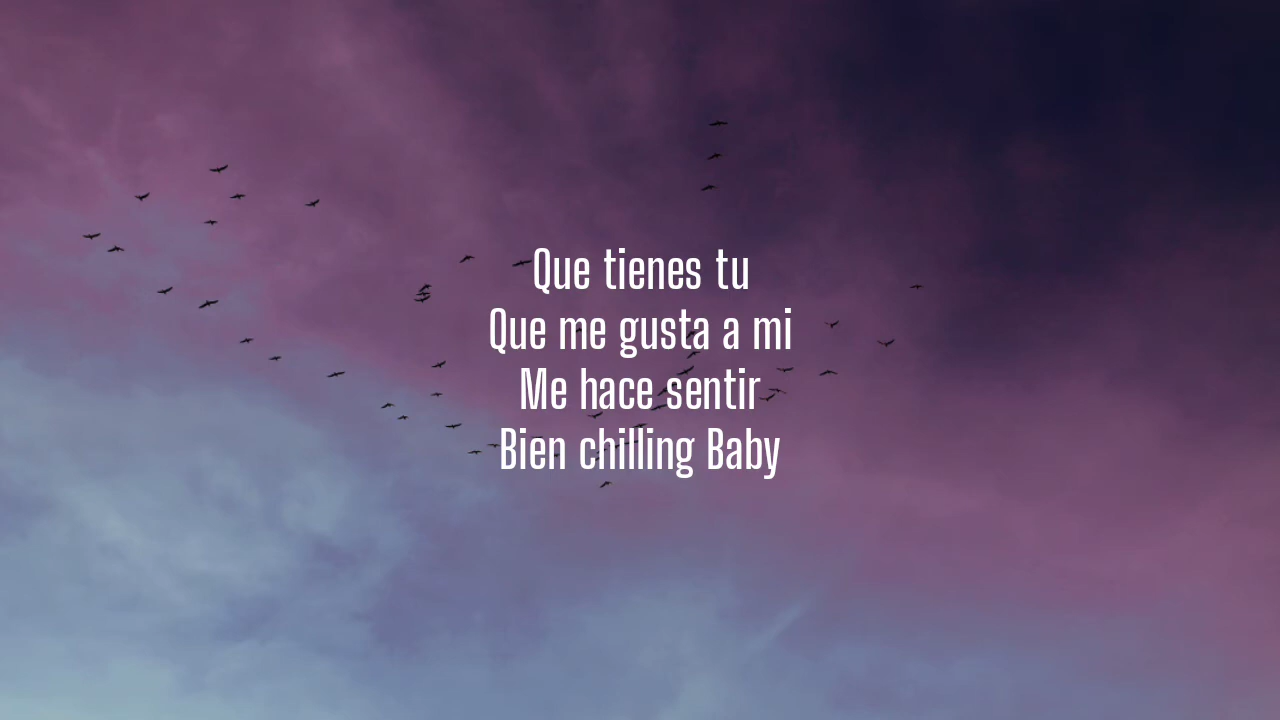 Que tienes tu
Que me gusta a mi
Me hace sentir
Bien chilling Baby